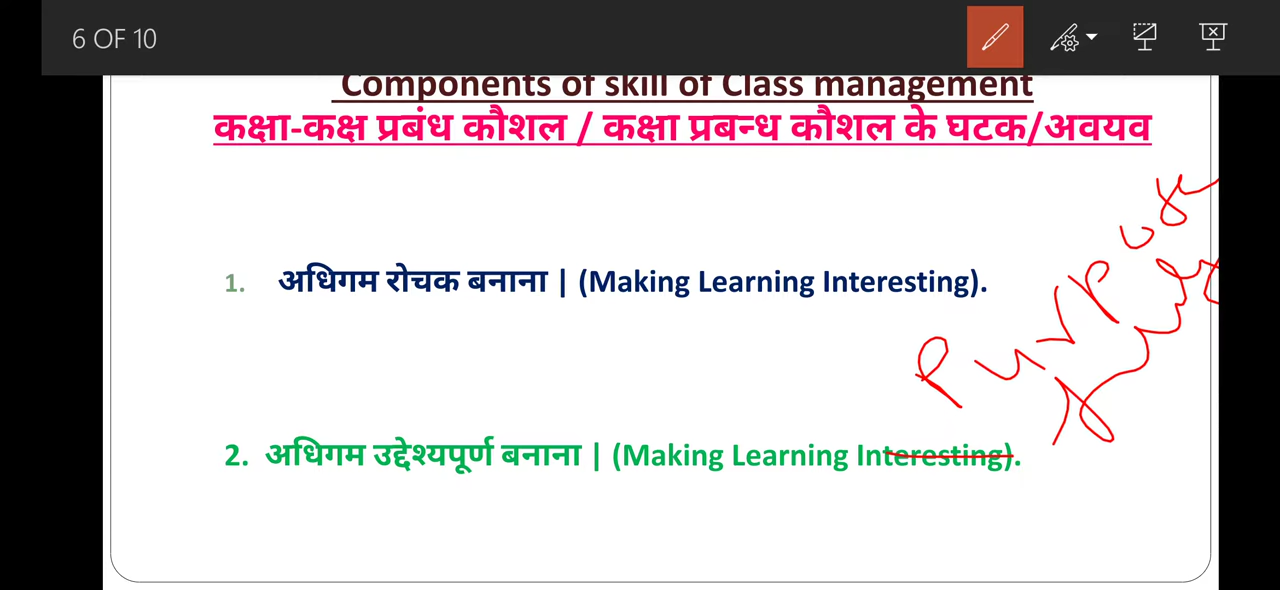 6 OF 10
Components of skill of Class management
कक्षा-कक्ष प्रबंध कौशल / कक्षा प्रबन्ध कौशल के घटक/अवयव
1. अधिगम रोचक बनाना | (Making Learning Interesting).
Purpose
2. अधिगम उद्देश्यपूर्ण बनाना | (Making Learning Interesting).